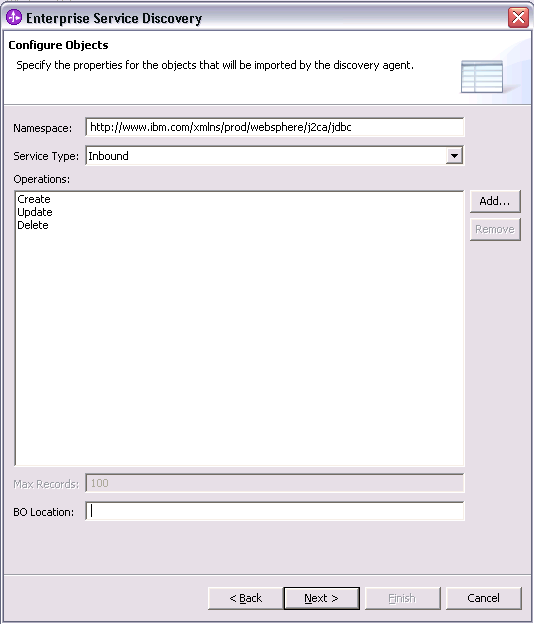 Enterprise Service Discovery
Configure Objects
Specify the properties for the objects that will be imported by the discovery agent.
Namespace: http://www.ibm.com/xmlns/prod/websphere/j2ca/jdbc
Service Type: Inbound
Operations:
Create
Update
Delete
Add...
Remove
Max Records: 100
BO Location:
< Back Next > Finish Cancel